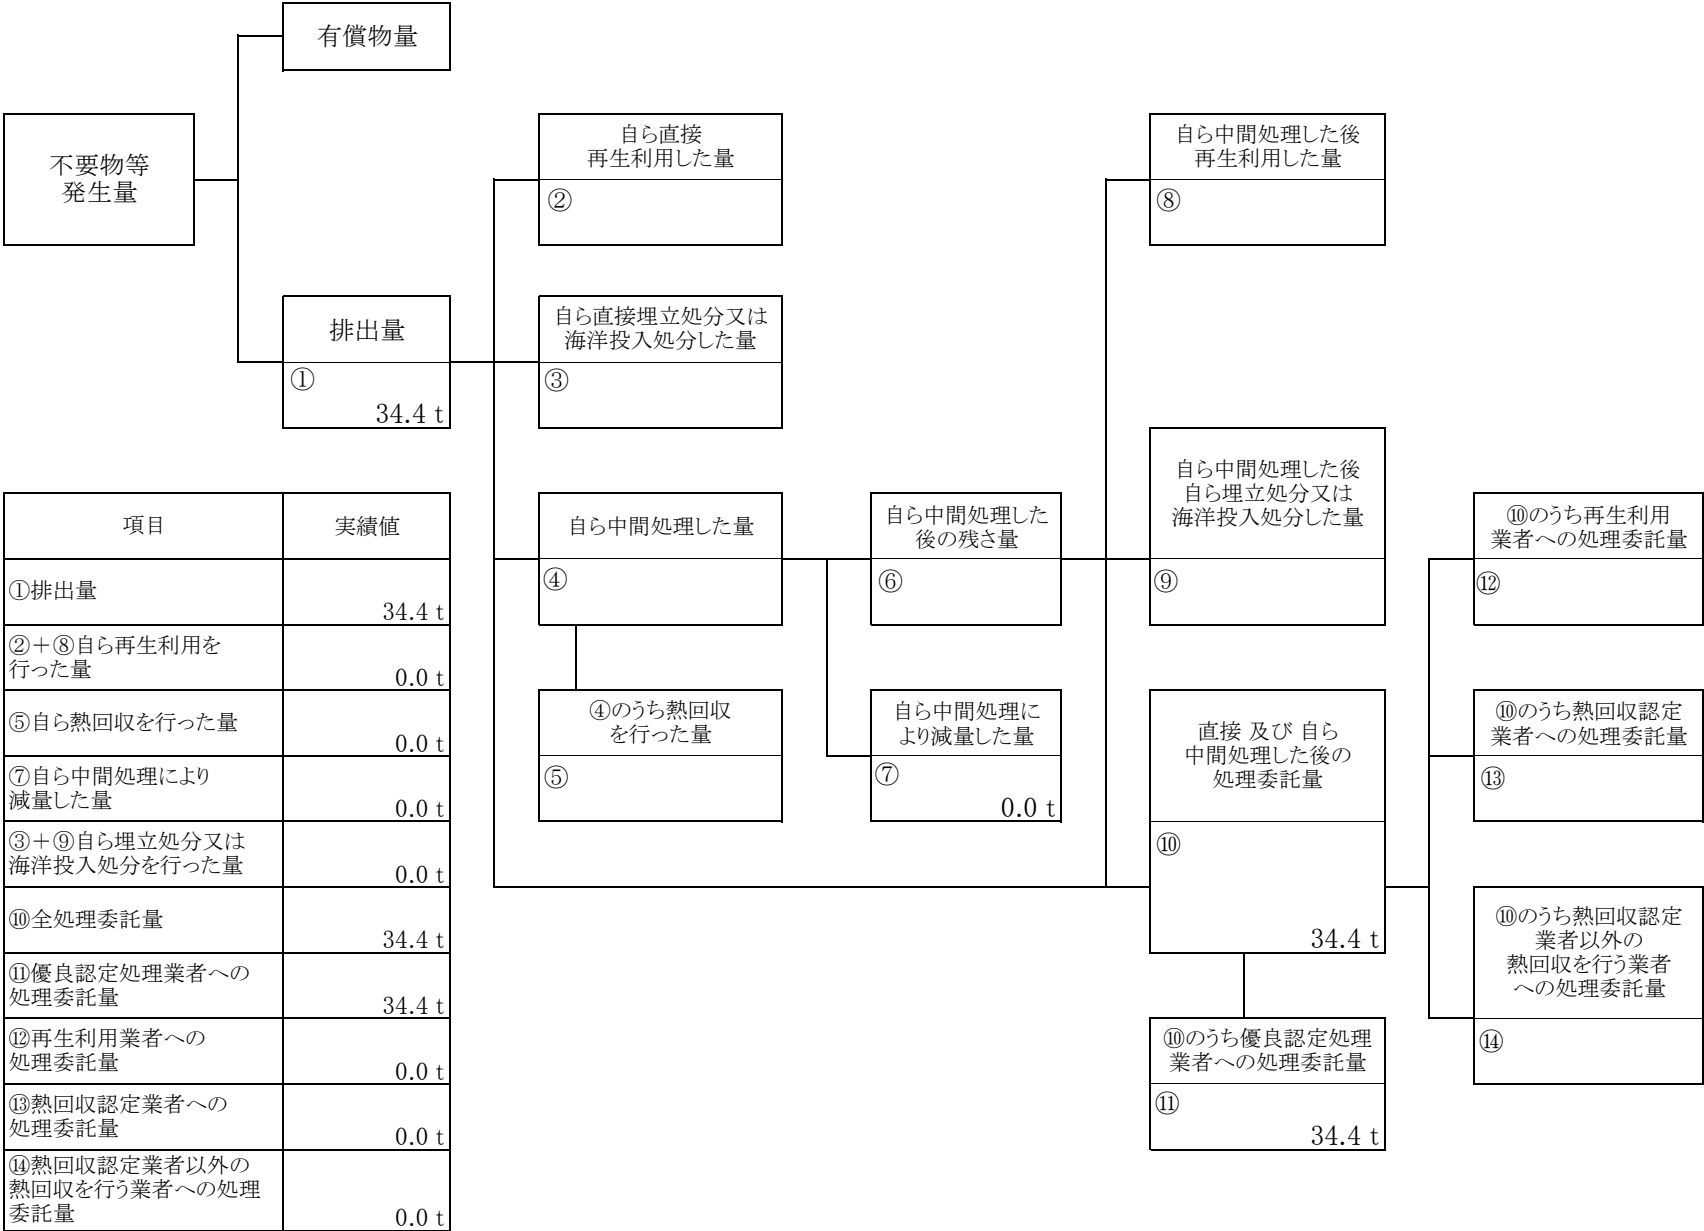 有償物量
不要物等
発生量
自ら直接
再生利用した量
②
自ら中間処理した後
再生利用した量
⑧
排出量
①
34.4 t
自ら直接埋立処分又は
海洋投入処分した量
③
自ら中間処理した量
④
自ら中間処理した
後の残さ量
⑥
自ら中間処理した後
自ら埋立処分又は
海洋投入処分した量
⑨
⑩のうち再生利用
業者への処理委託量
⑫
④のうち熱回収
を行った量
⑤
自ら中間処理に
より減量した量
⑦
0.0 t
直接 及び 自ら
中間処理した後の
処理委託量
⑩
34.4 t
⑩のうち熱回収認定
業者への処理委託量
⑬
⑩のうち熱回収認定
業者以外の
熱回収を行う業者
への処理委託量
⑭
⑩のうち優良認定処理
業者への処理委託量
⑪
34.4 t
項目 実績値
①排出量
34.4 t
②+⑧自ら再生利用を
行った量
0.0 t
⑤自ら熱回収を行った量
0.0 t
⑦自ら中間処理により
減量した量
0.0 t
③+⑨自ら埋立処分又は
海洋投入処分を行った量
0.0 t
⑩全処理委託量
34.4 t
⑪優良認定処理業者への
処理委託量
34.4 t
⑫再生利用業者への
処理委託量
0.0 t
⑬熱回収認定業者への
処理委託量
0.0 t
⑭熱回収認定業者以外の
熱回収を行う業者への処理
委託量
0.0 t